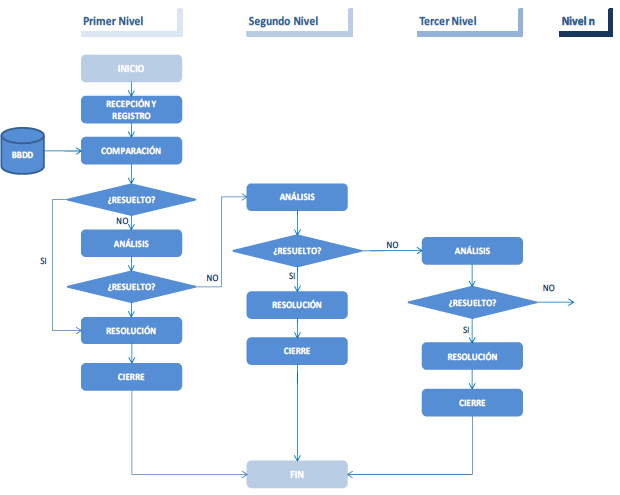 Primer Nivel
Segundo Nivel
Tercer Nivel
Nivel n
INICIO
RECEPCIÓN Y
REGISTRO
BBDD
COMPARACIÓN
¿RESUELTO?
NO
SI
ANÁLISIS
¿RESUELTO?
NO
RESOLUCIÓN
CIERRE
ANÁLISIS
¿RESUELTO?
NO
SI
RESOLUCIÓN
CIERRE
ANÁLISIS
¿RESUELTO?
NO
SI
RESOLUCIÓN
CIERRE
FIN